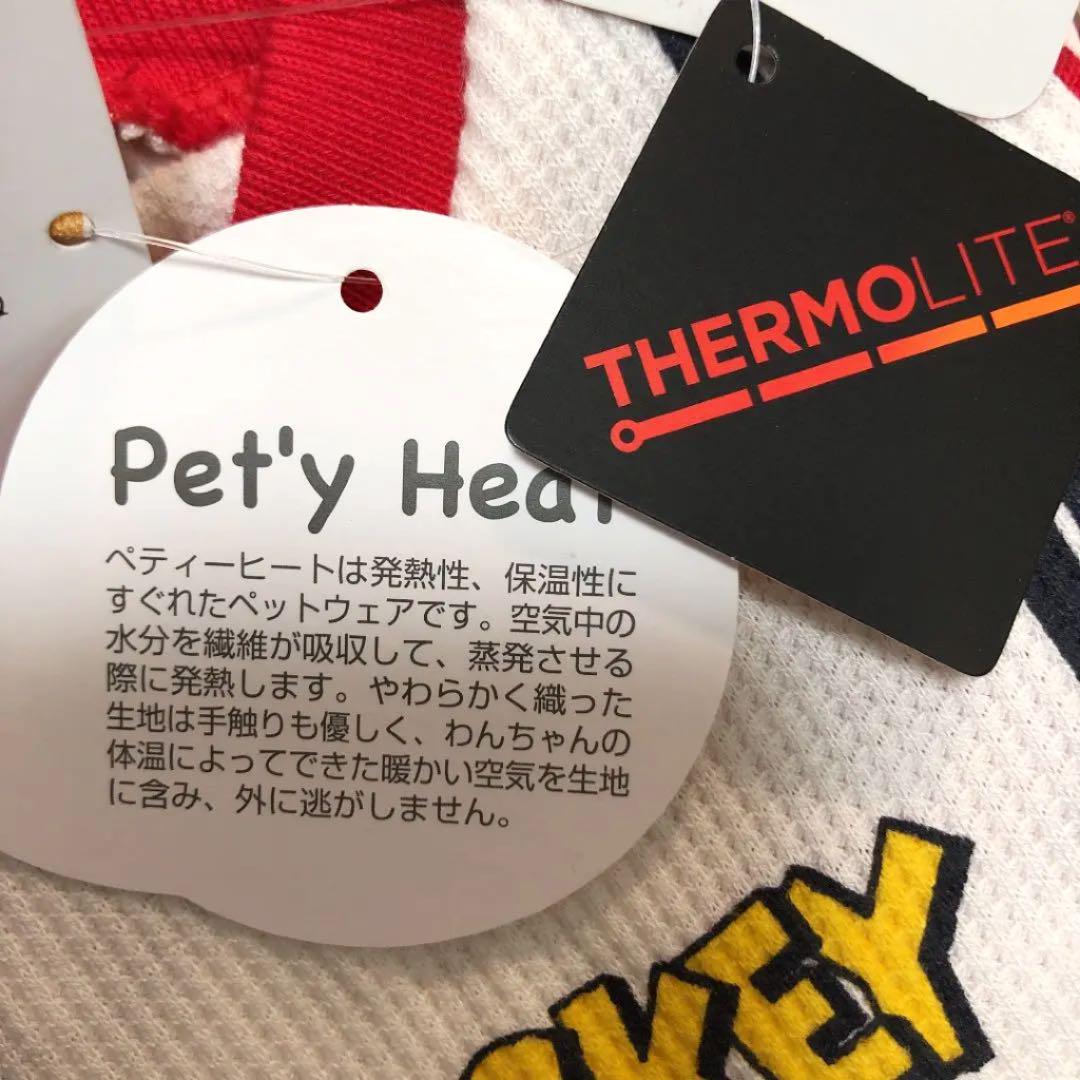 THERMOLITE®
Pet'y Heat
ペティーヒートは発熱性、保温性に
すぐれたペットウェアです。空気中の
水分を繊維が吸収して、蒸発させる
際に発熱します。やわらかく織った
生地は手触りも優しく、わんちゃんの
体温によってできた暖かい空気を生地
に含み、外に逃がしません。
KEY